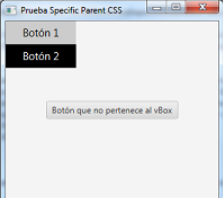 Prueba Specific Parent CSS
Botón 1
Botón 2
Botón que no pertenece al vBox